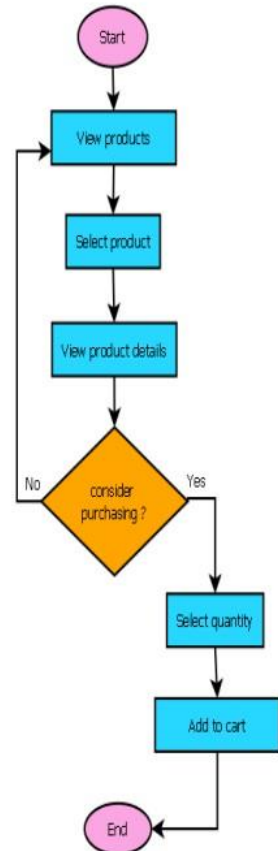 Start
View products
Select product
View product details
consider
purchasing ?
No
Yes
Select quantity
Add to cart
End